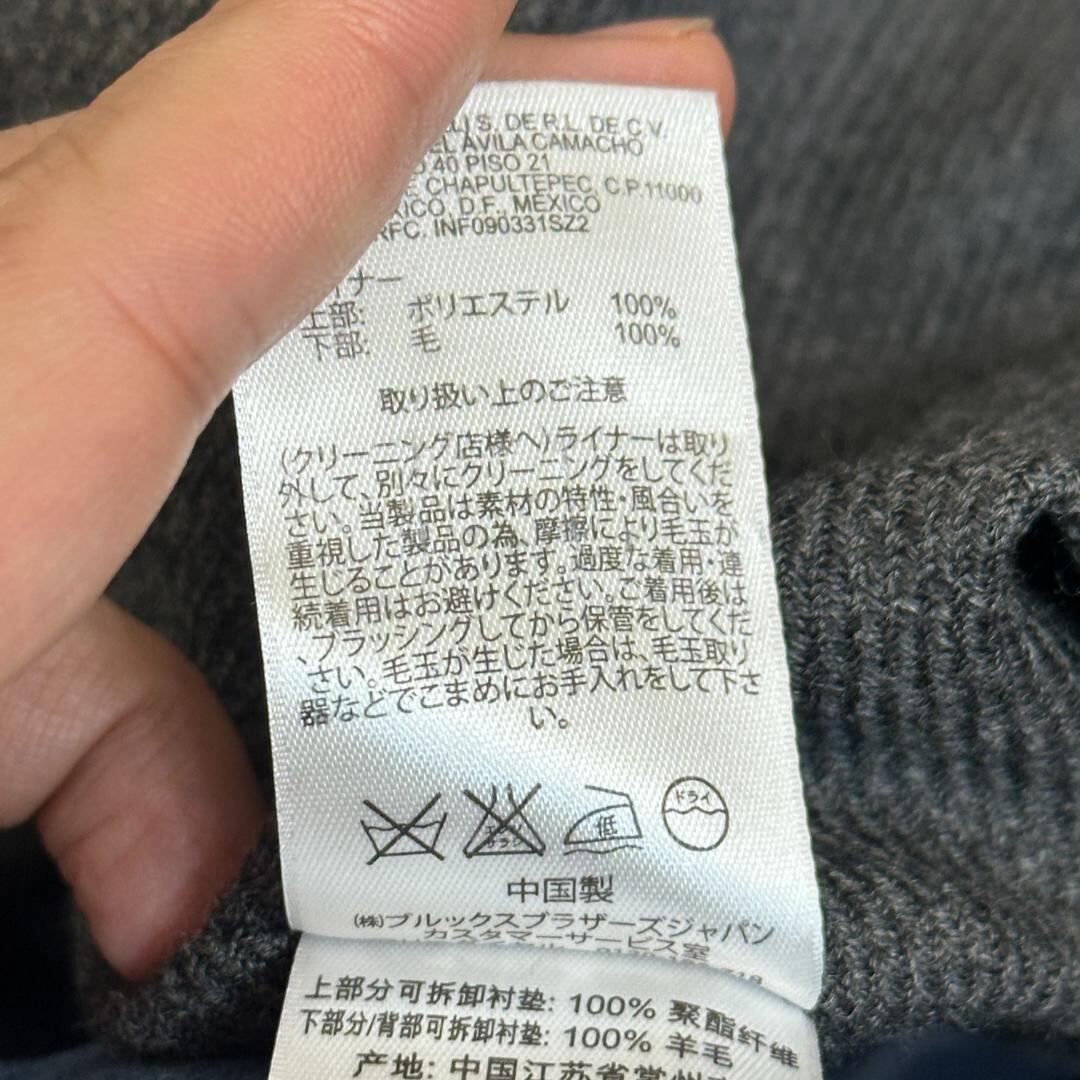 S. DE R.L. DE C.V.
AVILA CAMACHO
40 PISO 21
CHAPULTEPEC, C.P.11000
D.F., MEXICO
RFC. INF090331SZ2
上部: ポリエステル 100%
下部: 毛 100%
取り扱い上のご注意
(クリーニング店様へ)ライナーは取り
外して、別々にクリーニングをしてくだ
さい。当製品は素材の特性・風合いを
重視した製品の為、摩擦により毛玉が
生じることがあります。過度な着用・連
続着用はお避けください。ご着用後は
、ブラッシングしてから保管をしてくだ
さい。毛玉が生じた場合は、毛玉取り
器などでこまめにお手入れをして下さ
い。
エンソ サラシ 低 ドライ
中国製
(株)ブルックスブラザーズジャパン
カスタマーサービス室
上部分可拆卸衬垫: 100% 聚酯纤维
下部分/背部可拆卸衬垫: 100% 羊毛
产地: 中国江苏省常州